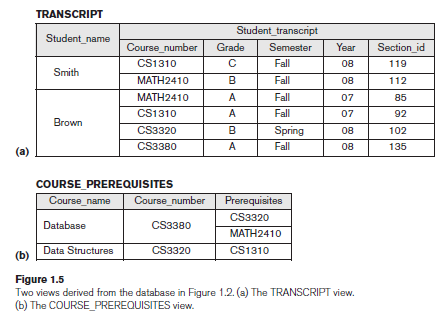 TRANSCRIPT
Student_name Student_transcript
Course_number Grade Semester Year Section_id
Smith CS1310 C Fall 08 119
MATH2410 B Fall 08 112
Brown MATH2410 A Fall 07 85
CS1310 A Fall 07 92
CS3320 B Spring 08 102
CS3380 A Fall 08 135
(a)
COURSE_PREREQUISITES
Course_name Course_number Prerequisites
Database CS3380 CS3320
MATH2410
Data Structures CS3320 CS1310
(b)
Figure 1.5
Two views derived from the database in Figure 1.2. (a) The TRANSCRIPT view.
(b) The COURSE_PREREQUISITES view.